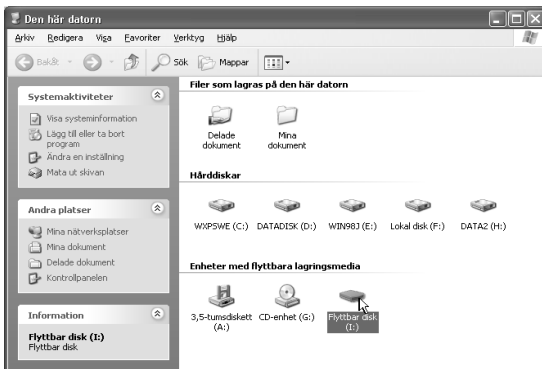 Den här datorn
Arkiv Redigera Visa Favoriter Verktyg Hjälp
Bakåt Sök Mappar
Systemaktiviteter
Visa systeminformation
Lägg till eller ta bort
program
Ändra en inställning
Mata ut skivan
Andra platser
Mina nätverksplatser
Mina dokument
Delade dokument
Kontrollpanelen
Information
Flyttbar disk (I:)
Flyttbar disk
Filer som lagras på den här datorn
Delade
dokument
Mina
dokument
Hårddiskar
WXPSWE (C:) DATADISK (D:) WIN98J (E:) Lokal disk (F:) DATA2 (H:)
Enheter med flyttbara lagringsmedia
3,5-tumsdiskett
(A:)
CD-enhet (G:)
Flyttbar disk
(I:)